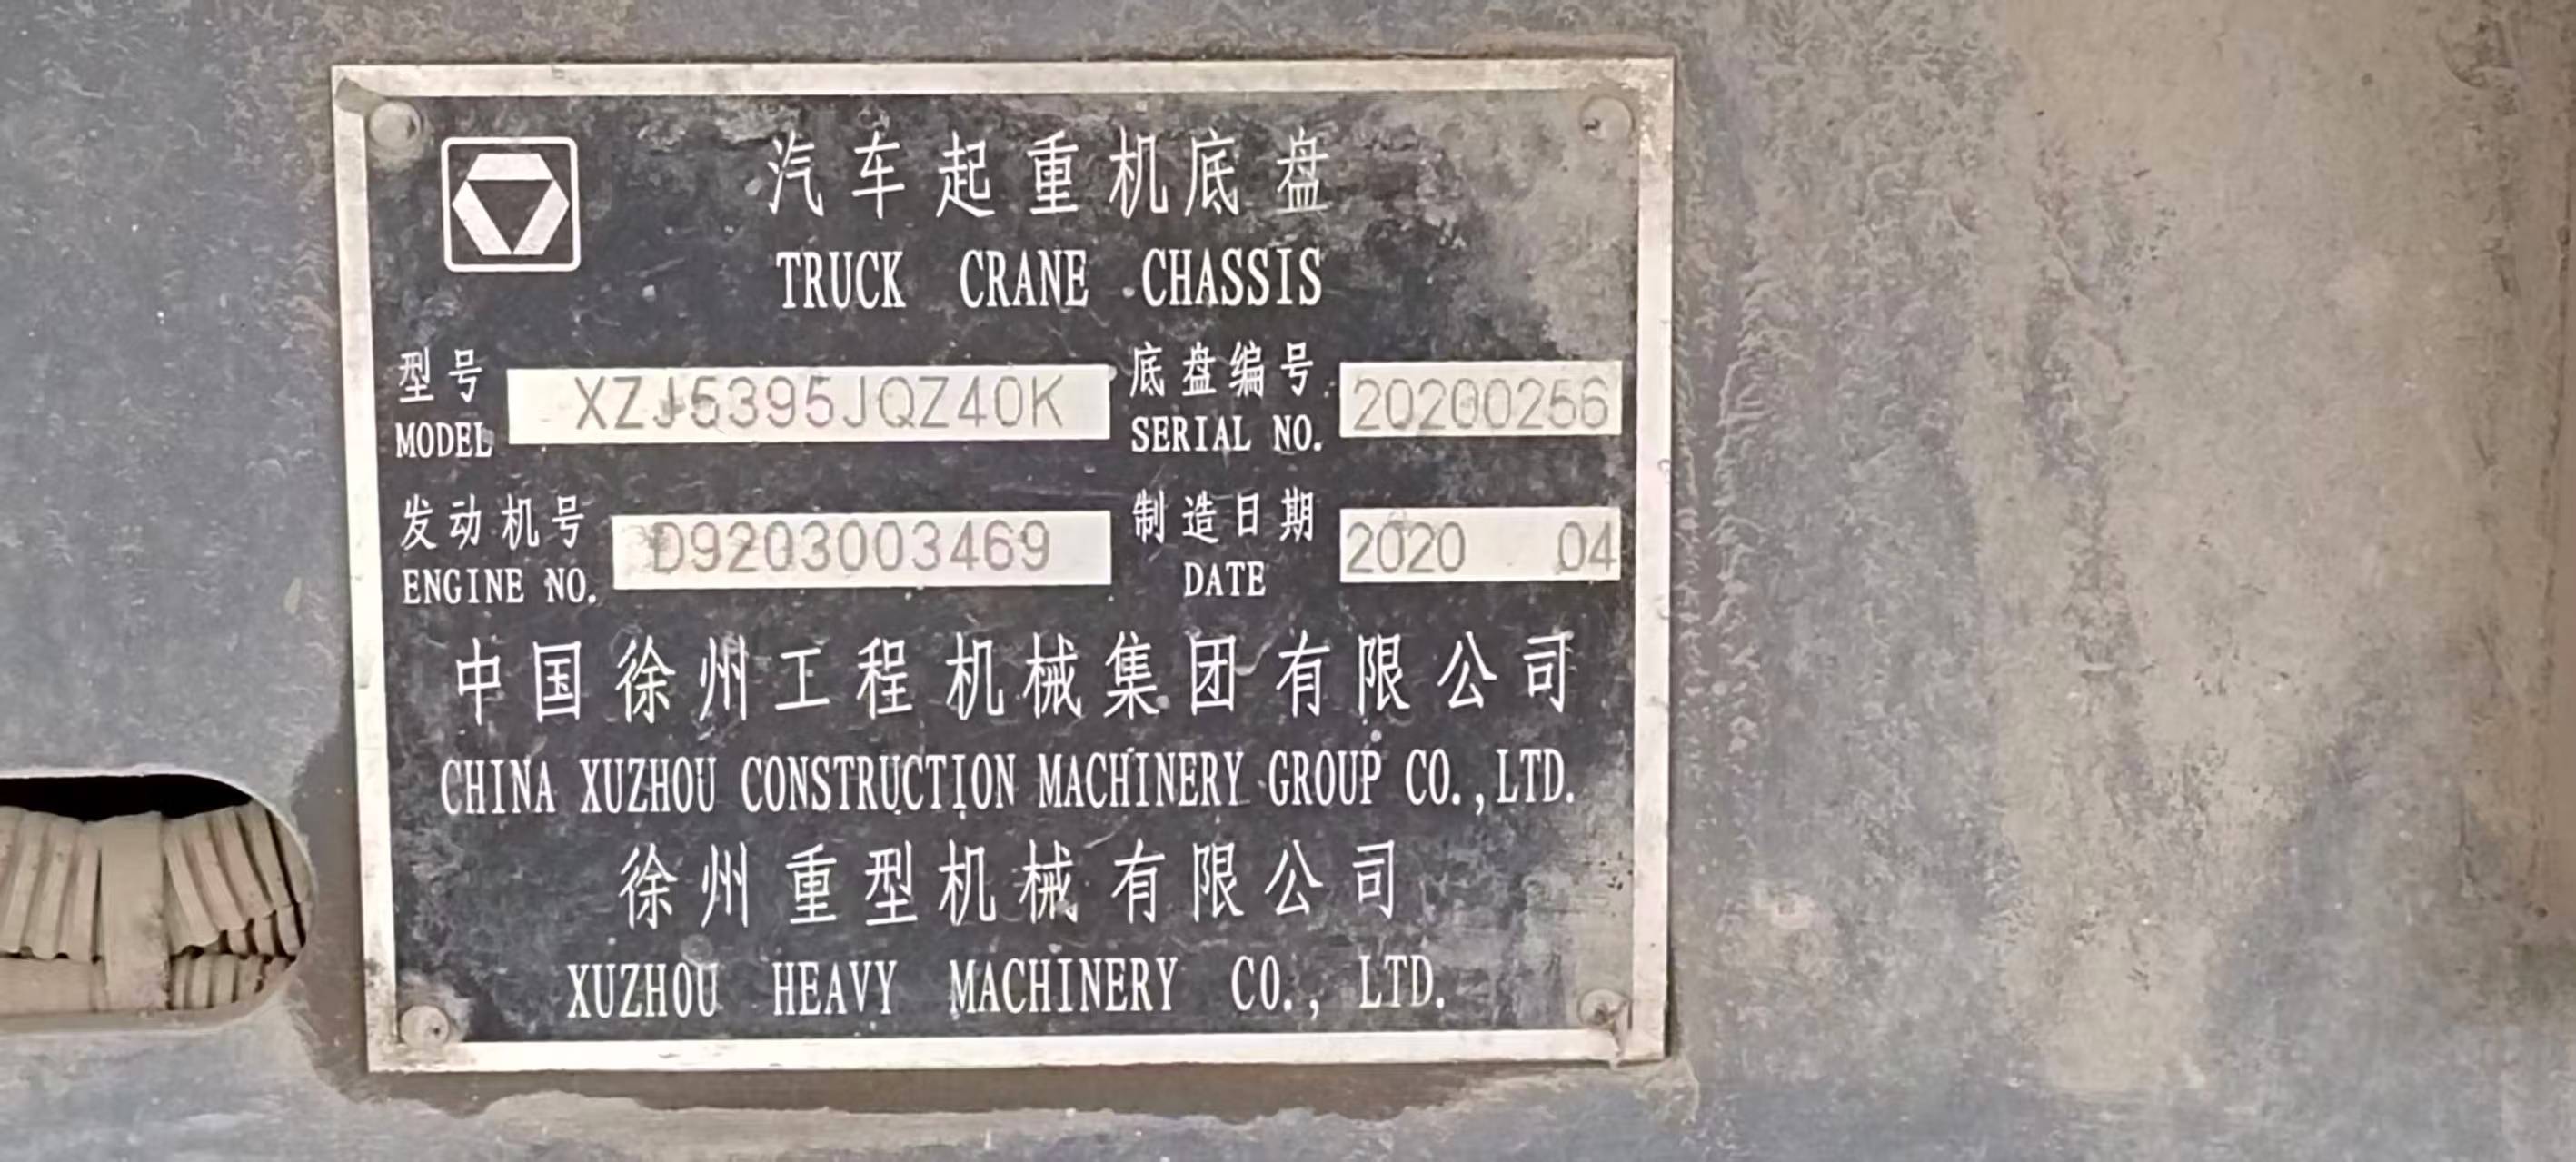 汽车起重机底盘
TRUCK CRANE CHASSIS
型号 MODEL XZJ5395JQZ40K 底盘编号 SERIAL NO. 20200256
发动机号 ENGINE NO. D9203003469 制造日期 DATE 2020 04
中国徐州工程机械集团有限公司
CHINA XUZHOU CONSTRUCTION MACHINERY GROUP CO.,LTD.
徐州重型机械有限公司
XUZHOU HEAVY MACHINERY CO., LTD.